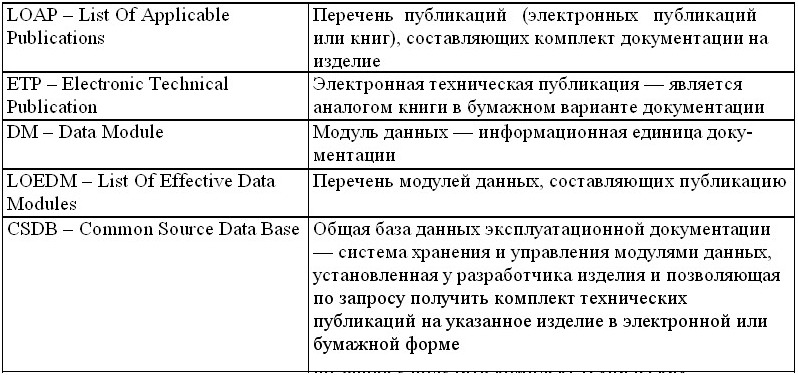 LOAP – List Of Applicable
Publications
Перечень публикаций (электронных публикаций
или книг), составляющих комплект документации на
изделие
ETP – Electronic Technical
Publication
Электронная техническая публикация — является
аналогом книги в бумажном варианте документации
DM – Data Module
Модуль данных — информационная единица доку-
ментации
LOEDM – List Of Effective Data
Modules
Перечень модулей данных, составляющих публикацию
CSDB – Common Source Data Base
Общая база данных эксплуатационной документации
— система хранения и управления модулями данных,
установленная у разработчика изделия и позволяющая
по запросу получить комплект технических
публикаций на указанное изделие в электронной или
бумажной форме